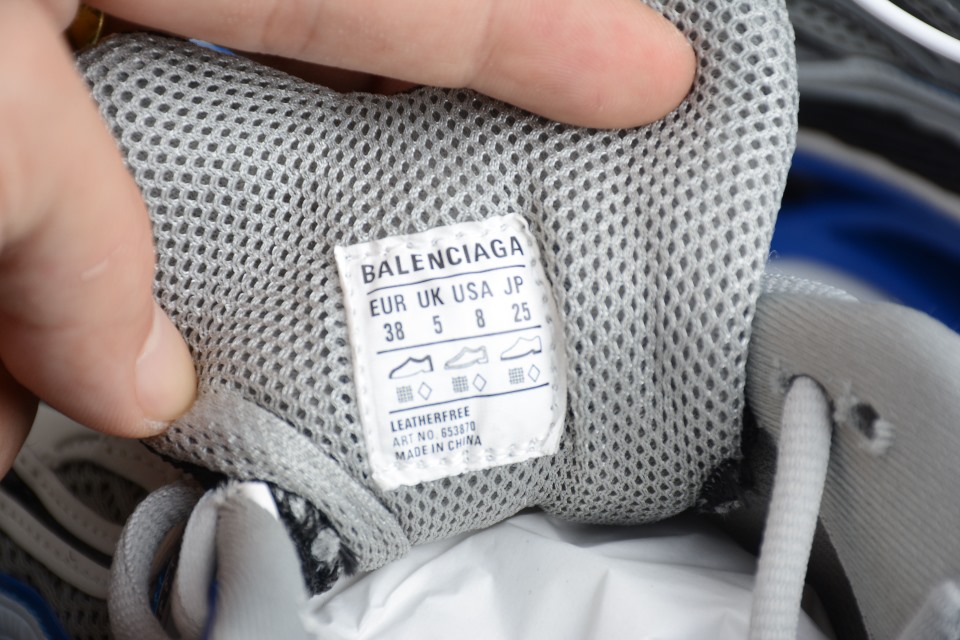 BALENCIAGA
EUR UK USA JP
38 5 8 25
LEATHERFREE
ART NO. 653870
MADE IN CHINA